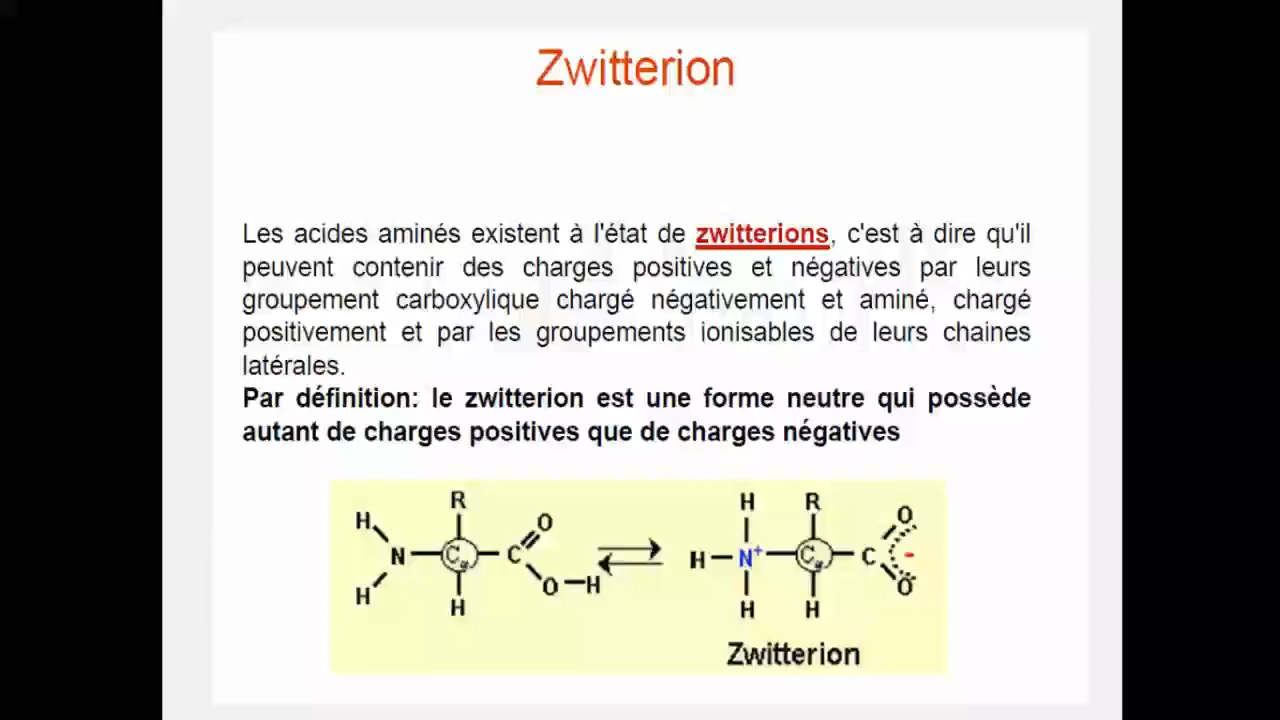 Zwitterion
Les acides aminés existent à l'état de zwitterions, c'est à dire qu'il
peuvent contenir des charges positives et négatives par leurs
groupement carboxylique chargé négativement et aminé, chargé
positivement et par les groupements ionisables de leurs chaines
latérales.
Par définition: le zwitterion est une forme neutre qui possède
autant de charges positives que de charges négatives
H R O H R O
H N Cα C O H H N+ Cα C - O
H H H H
Zwitterion